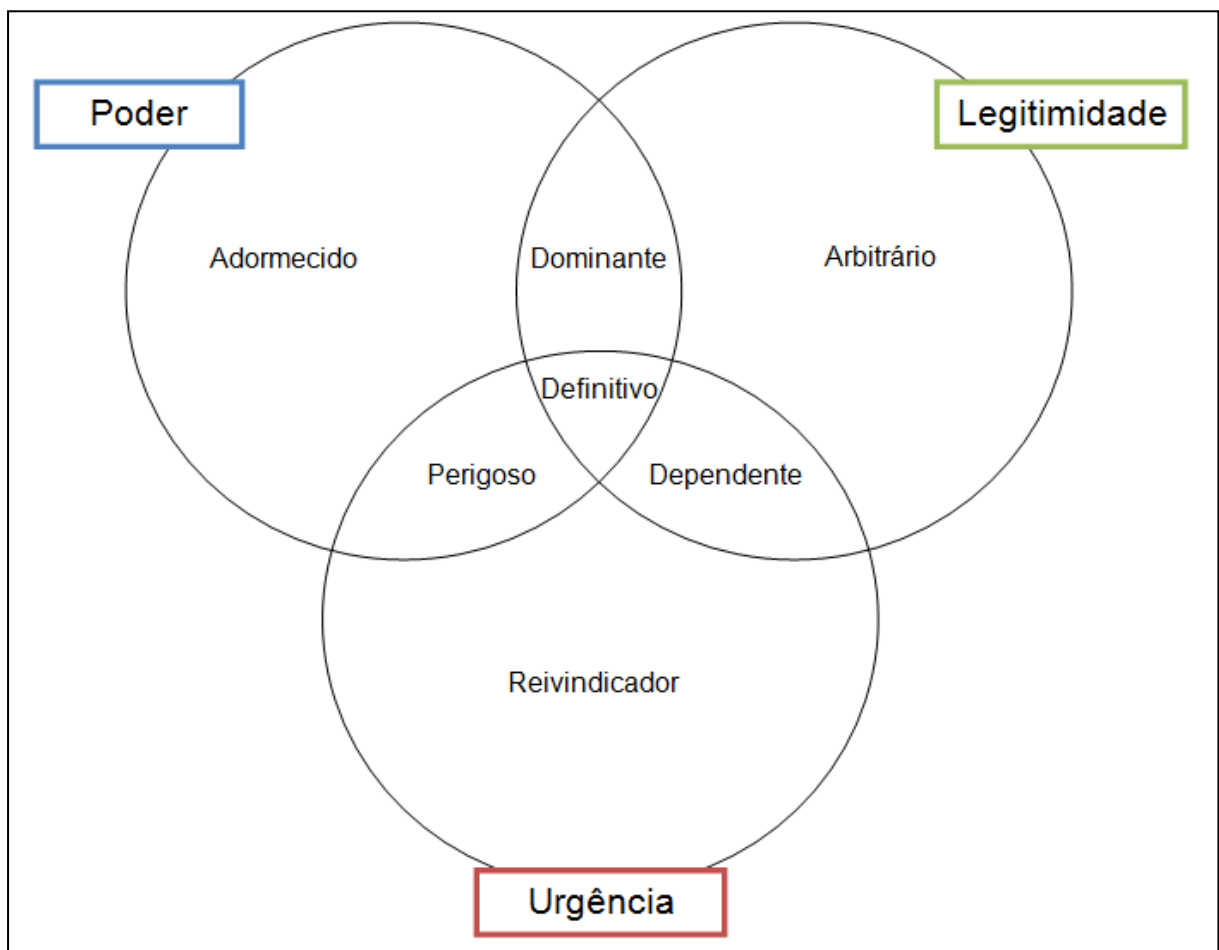 Poder
Legitimidade
Adormecido
Dominante
Arbitrário
Definitivo
Perigoso
Dependente
Reivindicador
Urgência